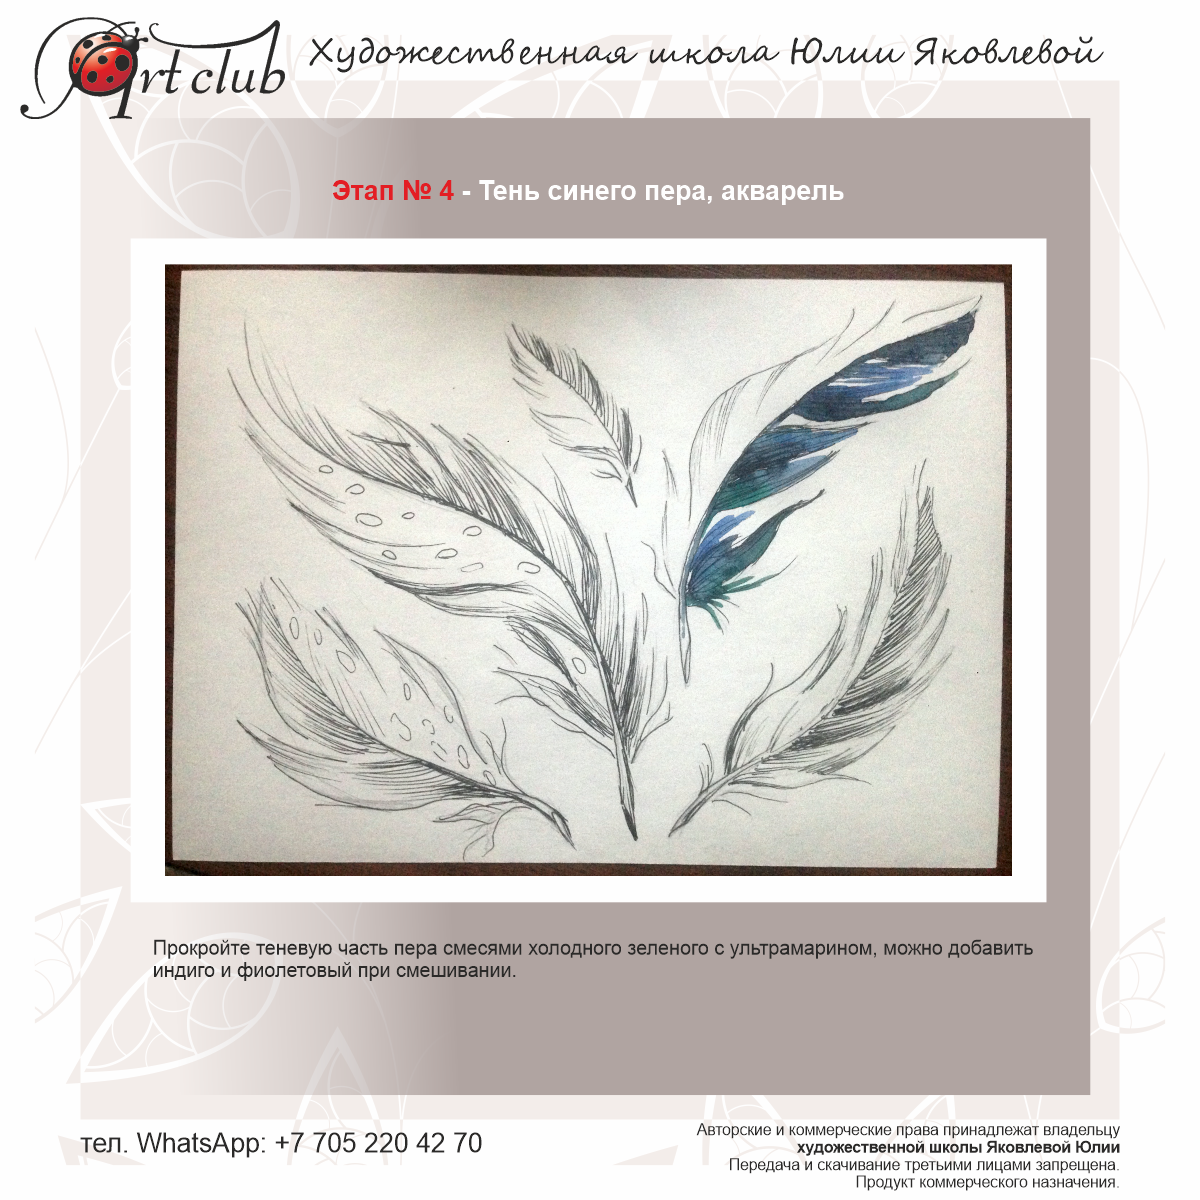 Art club
Художественная школа Юлии Яковлевой
Этап № 4 - Тень синего пера, акварель
Прокройте теневую часть пера смесями холодного зеленого с ультрамарином, можно добавить
индиго и фиолетовый при смешивании.
тел. WhatsApp: +7 705 220 42 70
Авторские и коммерческие права принадлежат владельцу
художественной школы Яковлевой Юлии
Передача и скачивание третьими лицами запрещена.
Продукт коммерческого назначения.